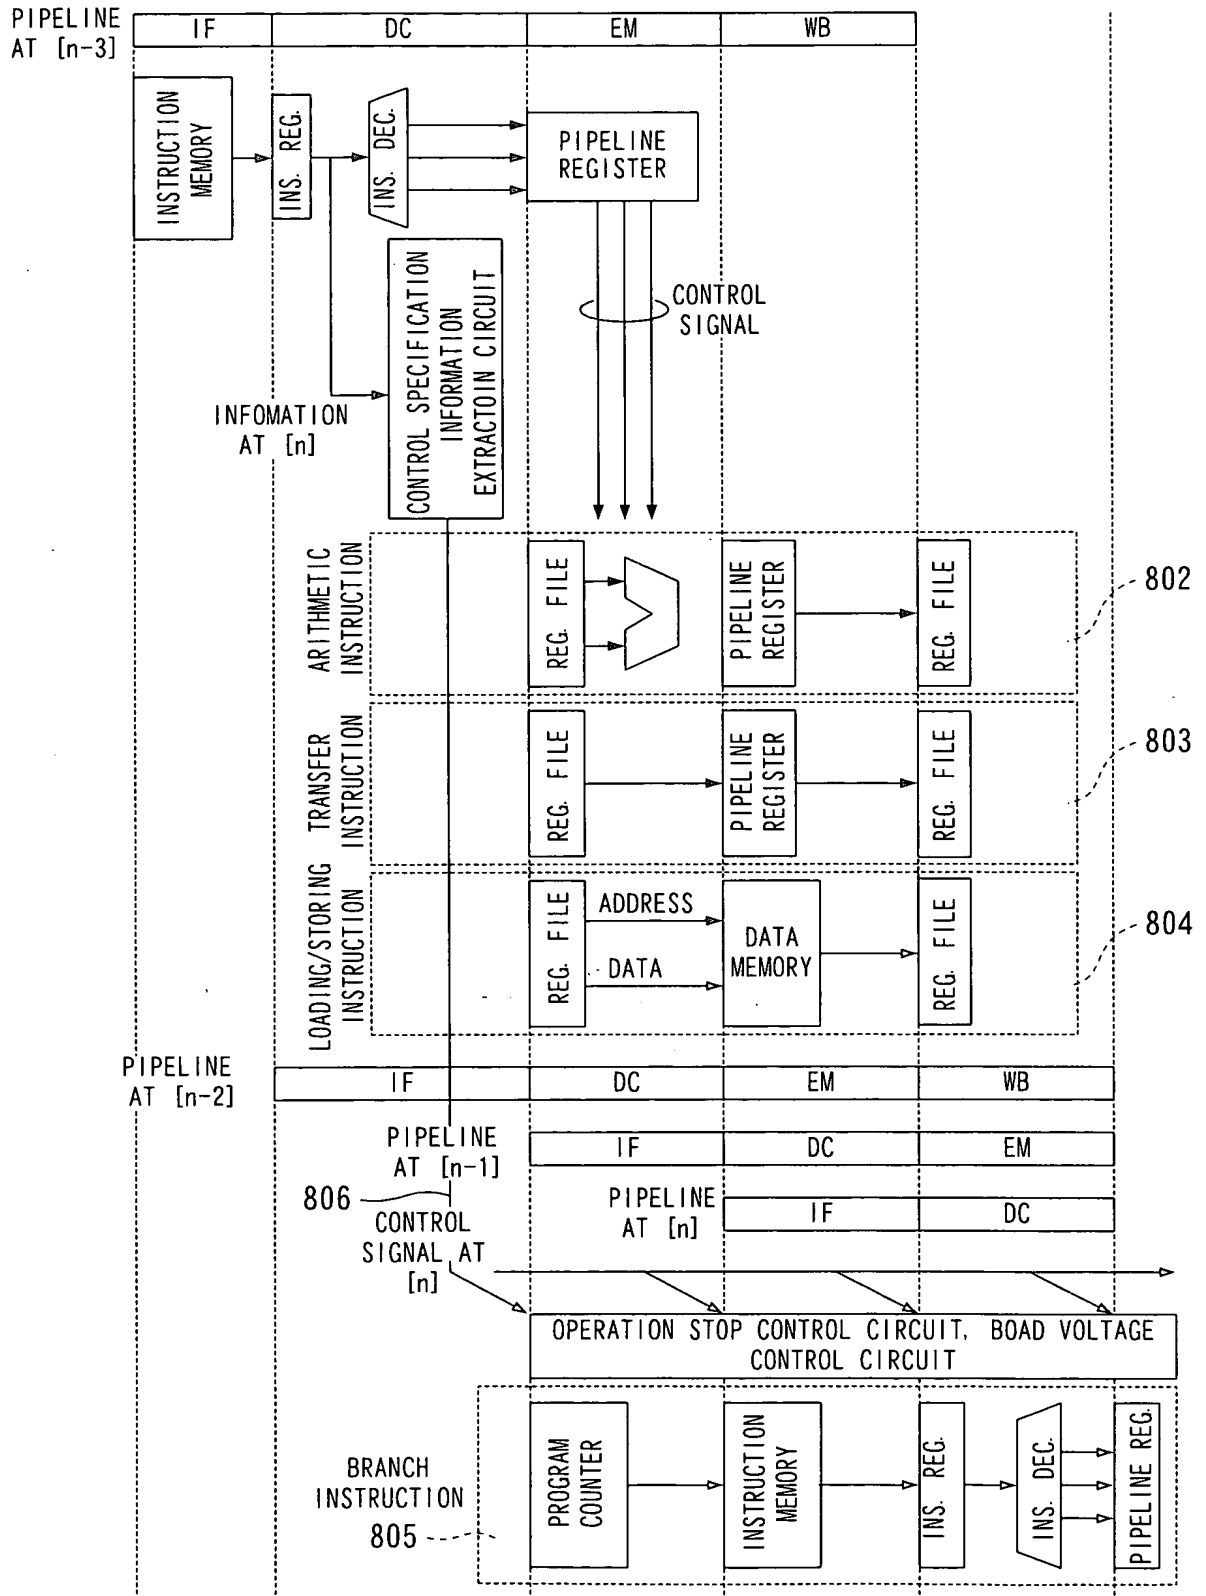 PIPELINE
AT [n-3]
IF
DC
EM
WB
INSTRUCTION
MEMORY
INS. REG.
INS. DEC.
PIPELINE
REGISTER
CONTROL
SIGNAL
CONTROL SPECIFICATION
INFORMATION
EXTRACTOIN CIRCUIT
INFOMATION
AT [n]
ARITHMETIC
INSTRUCTION
REG. FILE
PIPELINE
REGISTER
REG. FILE
802
TRANSFER
INSTRUCTION
REG. FILE
PIPELINE
REGISTER
REG. FILE
803
LOADING/STORING
INSTRUCTION
REG. FILE
ADDRESS
DATA
DATA
MEMORY
REG. FILE
804
PIPELINE
AT [n-2]
IF
DC
EM
WB
PIPELINE
AT [n-1]
IF
DC
EM
806
PIPELINE
AT [n]
IF
DC
CONTROL
SIGNAL AT
[n]
OPERATION STOP CONTROL CIRCUIT, BOAD VOLTAGE
CONTROL CIRCUIT
BRANCH
INSTRUCTION
805
PROGRAM
COUNTER
INSTRUCTION
MEMORY
INS. REG.
INS. DEC.
PIPELINE REG.